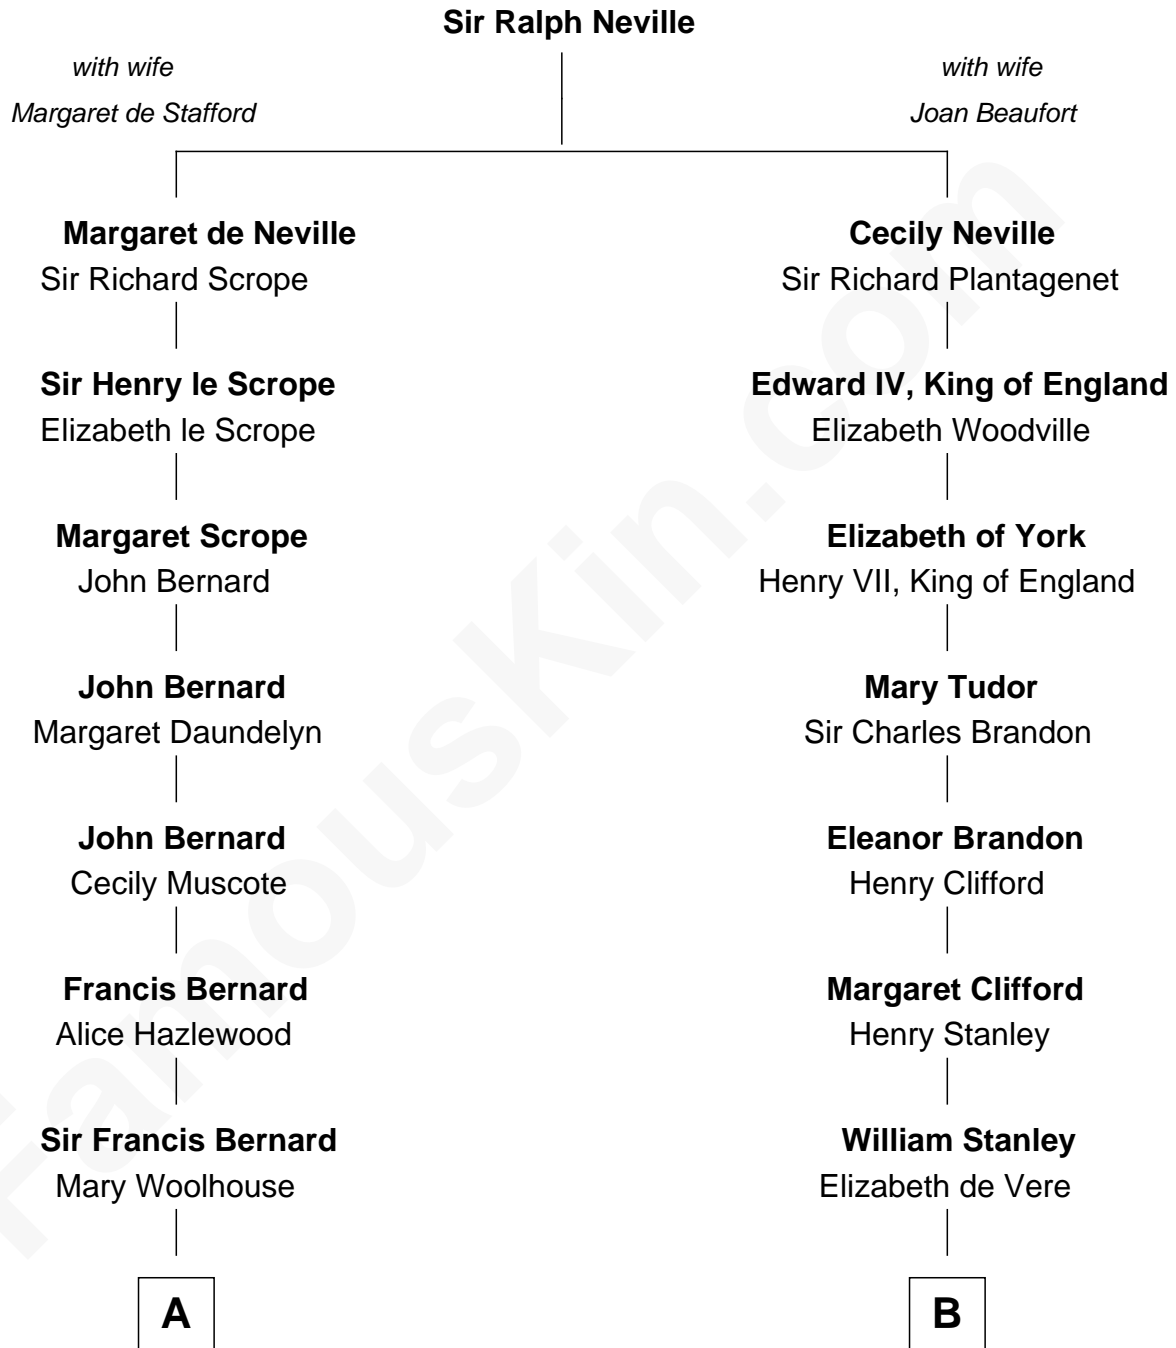 Sir Ralph Neville
with wife
Margaret de Stafford
with wife
Joan Beaufort
Margaret de Neville
Sir Richard Scrope
Cecily Neville
Sir Richard Plantagenet
Sir Henry le Scrope
Elizabeth le Scrope
Edward IV, King of England
Elizabeth Woodville
Margaret Scrope
John Bernard
Elizabeth of York
Henry VII, King of England
John Bernard
Margaret Daundelyn
Mary Tudor
Sir Charles Brandon
John Bernard
Cecily Muscote
Eleanor Brandon
Henry Clifford
Francis Bernard
Alice Hazlewood
Margaret Clifford
Henry Stanley
Sir Francis Bernard
Mary Woolhouse
William Stanley
Elizabeth de Vere
A
B
FamousKin.com